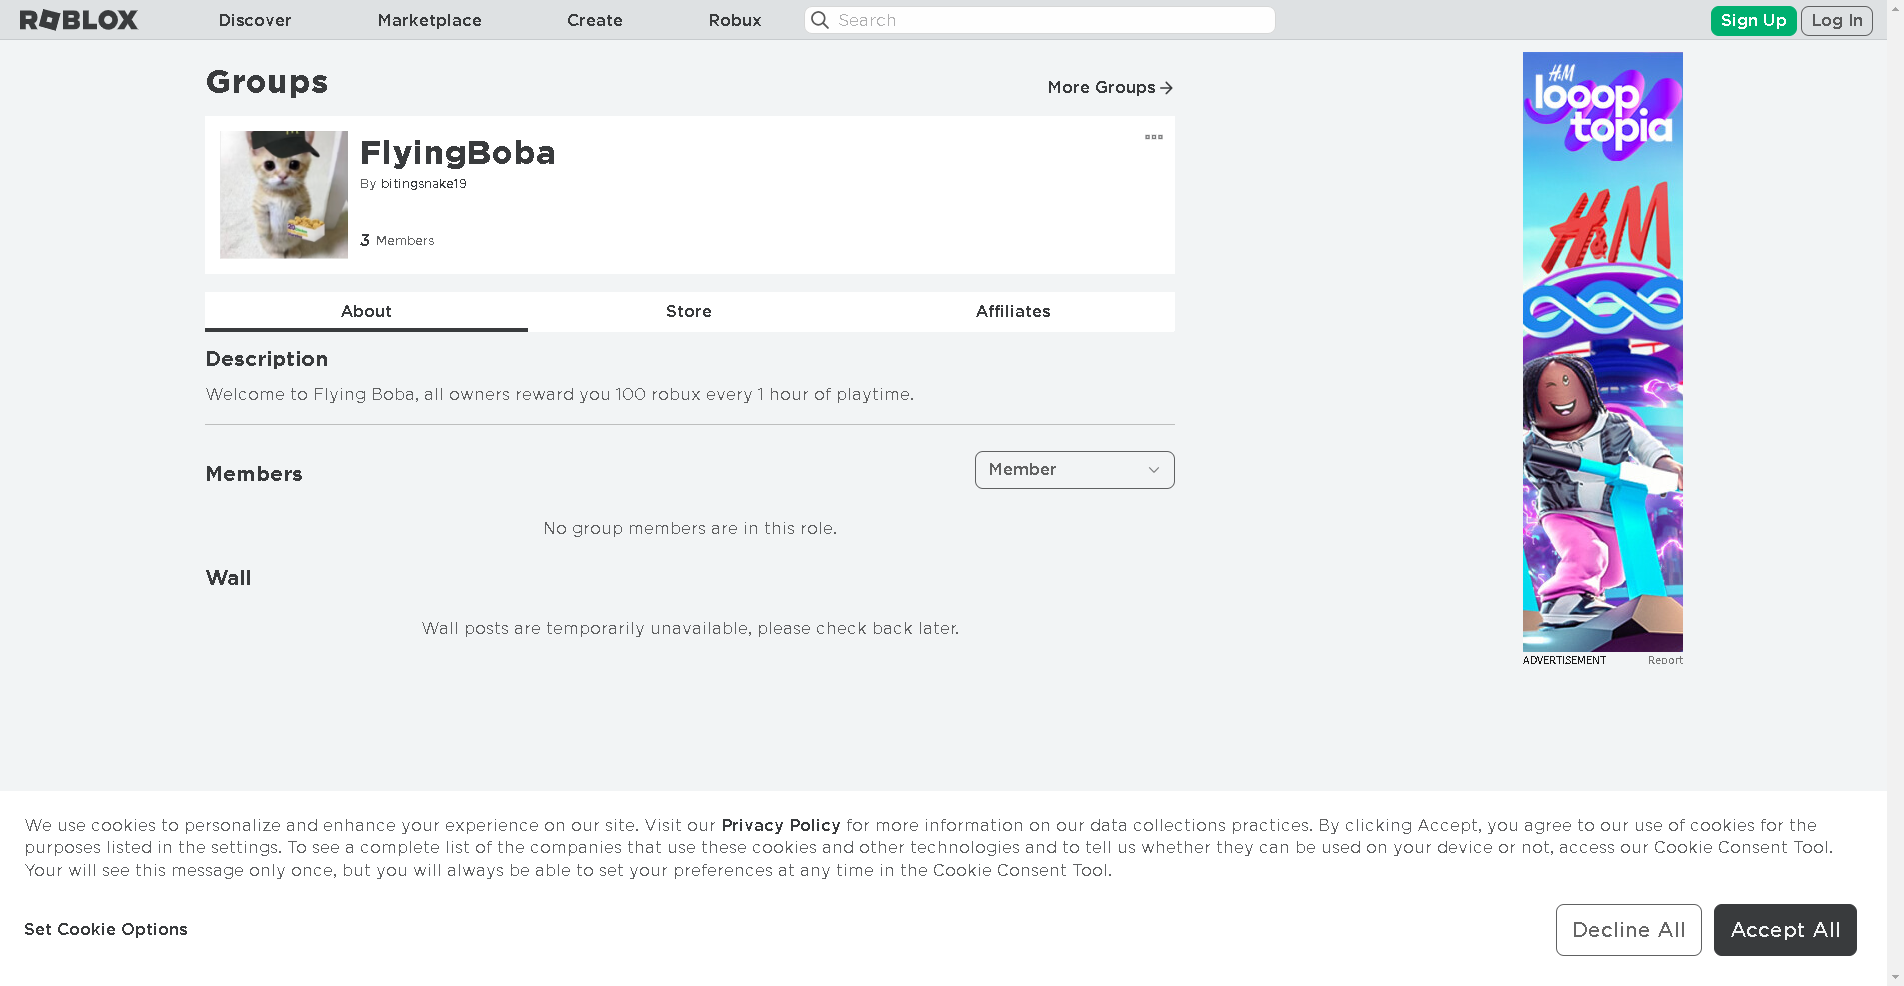 ROBLOX
Discover
Marketplace
Create
Robux
Search
Sign Up
Log In
Groups
More Groups
FlyingBoba
By bitingsnake19
3 Members
About
Store
Affiliates
Description
Welcome to Flying Boba, all owners reward you 100 robux every 1 hour of playtime.
Members
Member
No group members are in this role.
Wall
Wall posts are temporarily unavailable, please check back later.
H&M
looop
topia
H&M
ADVERTISEMENT
Report
We use cookies to personalize and enhance your experience on our site. Visit our Privacy Policy for more information on our data collections practices. By clicking Accept, you agree to our use of cookies for the
purposes listed in the settings. To see a complete list of the companies that use these cookies and other technologies and to tell us whether they can be used on your device or not, access our Cookie Consent Tool.
Your will see this message only once, but you will always be able to set your preferences at any time in the Cookie Consent Tool.
Set Cookie Options
Decline All
Accept All